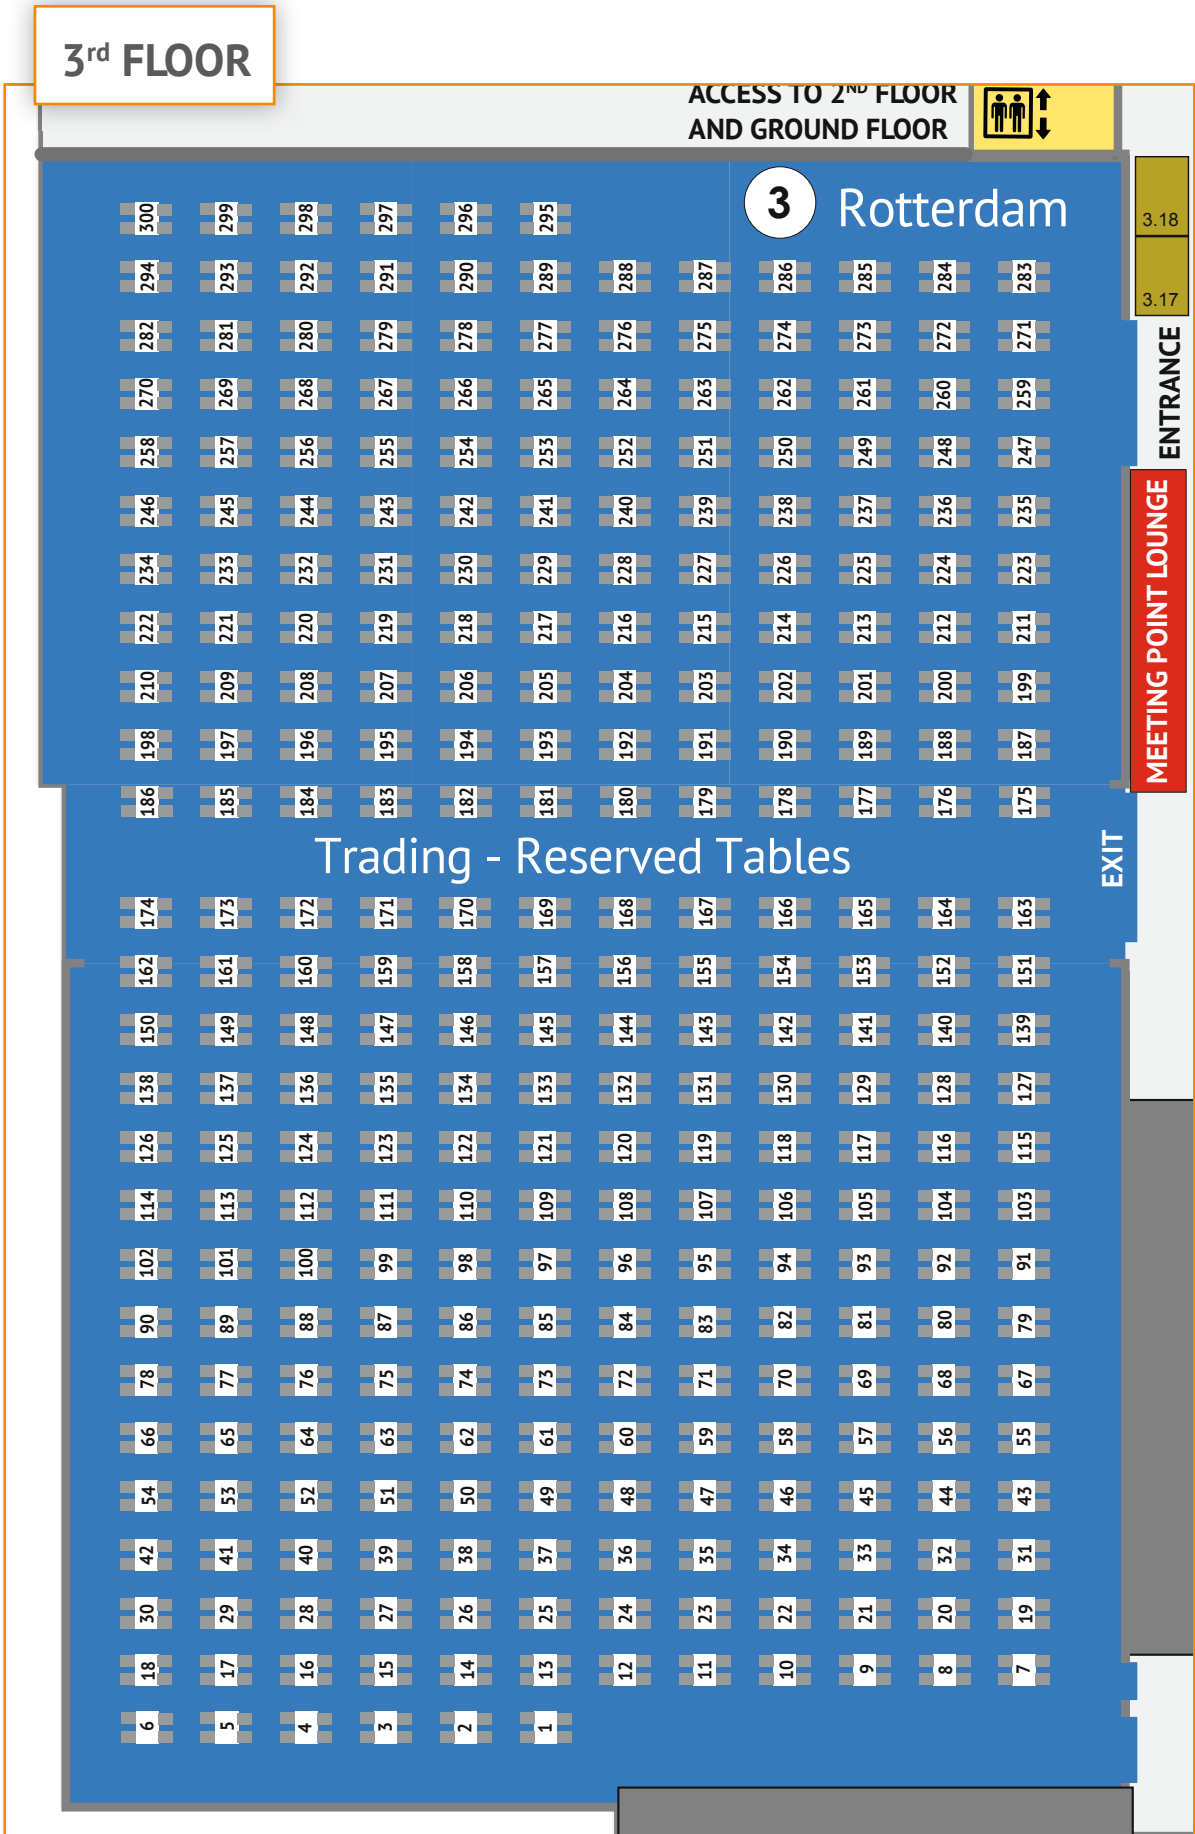 3rd FLOOR
ACCESS TO 2ND FLOOR
AND GROUND FLOOR
3 Rotterdam
3.18
3.17
ENTRANCE
MEETING POINT LOUNGE
300 299 298 297 296 295
294 293 292 291 290 289 288 287 286 285 284 283
282 281 280 279 278 277 276 275 274 273 272 271
270 269 268 267 266 265 264 263 262 261 260 259
258 257 256 255 254 253 252 251 250 249 248 247
246 245 244 243 242 241 240 239 238 237 236 235
234 233 232 231 230 229 228 227 226 225 224 223
222 221 220 219 218 217 216 215 214 213 212 211
210 209 208 207 206 205 204 203 202 201 200 199
198 197 196 195 194 193 192 191 190 189 188 187
186 185 184 183 182 181 180 179 178 177 176 175
Trading - Reserved Tables
EXIT
174 173 172 171 170 169 168 167 166 165 164 163
162 161 160 159 158 157 156 155 154 153 152 151
150 149 148 147 146 145 144 143 142 141 140 139
138 137 136 135 134 133 132 131 130 129 128 127
126 125 124 123 122 121 120 119 118 117 116 115
114 113 112 111 110 109 108 107 106 105 104 103
102 101 100 99 98 97 96 95 94 93 92 91
90 89 88 87 86 85 84 83 82 81 80 79
78 77 76 75 74 73 72 71 70 69 68 67
66 65 64 63 62 61 60 59 58 57 56 55
54 53 52 51 50 49 48 47 46 45 44 43
42 41 40 39 38 37 36 35 34 33 32 31
30 29 28 27 26 25 24 23 22 21 20 19
18 17 16 15 14 13 12 11 10 9 8 7
6 5 4 3 2 1